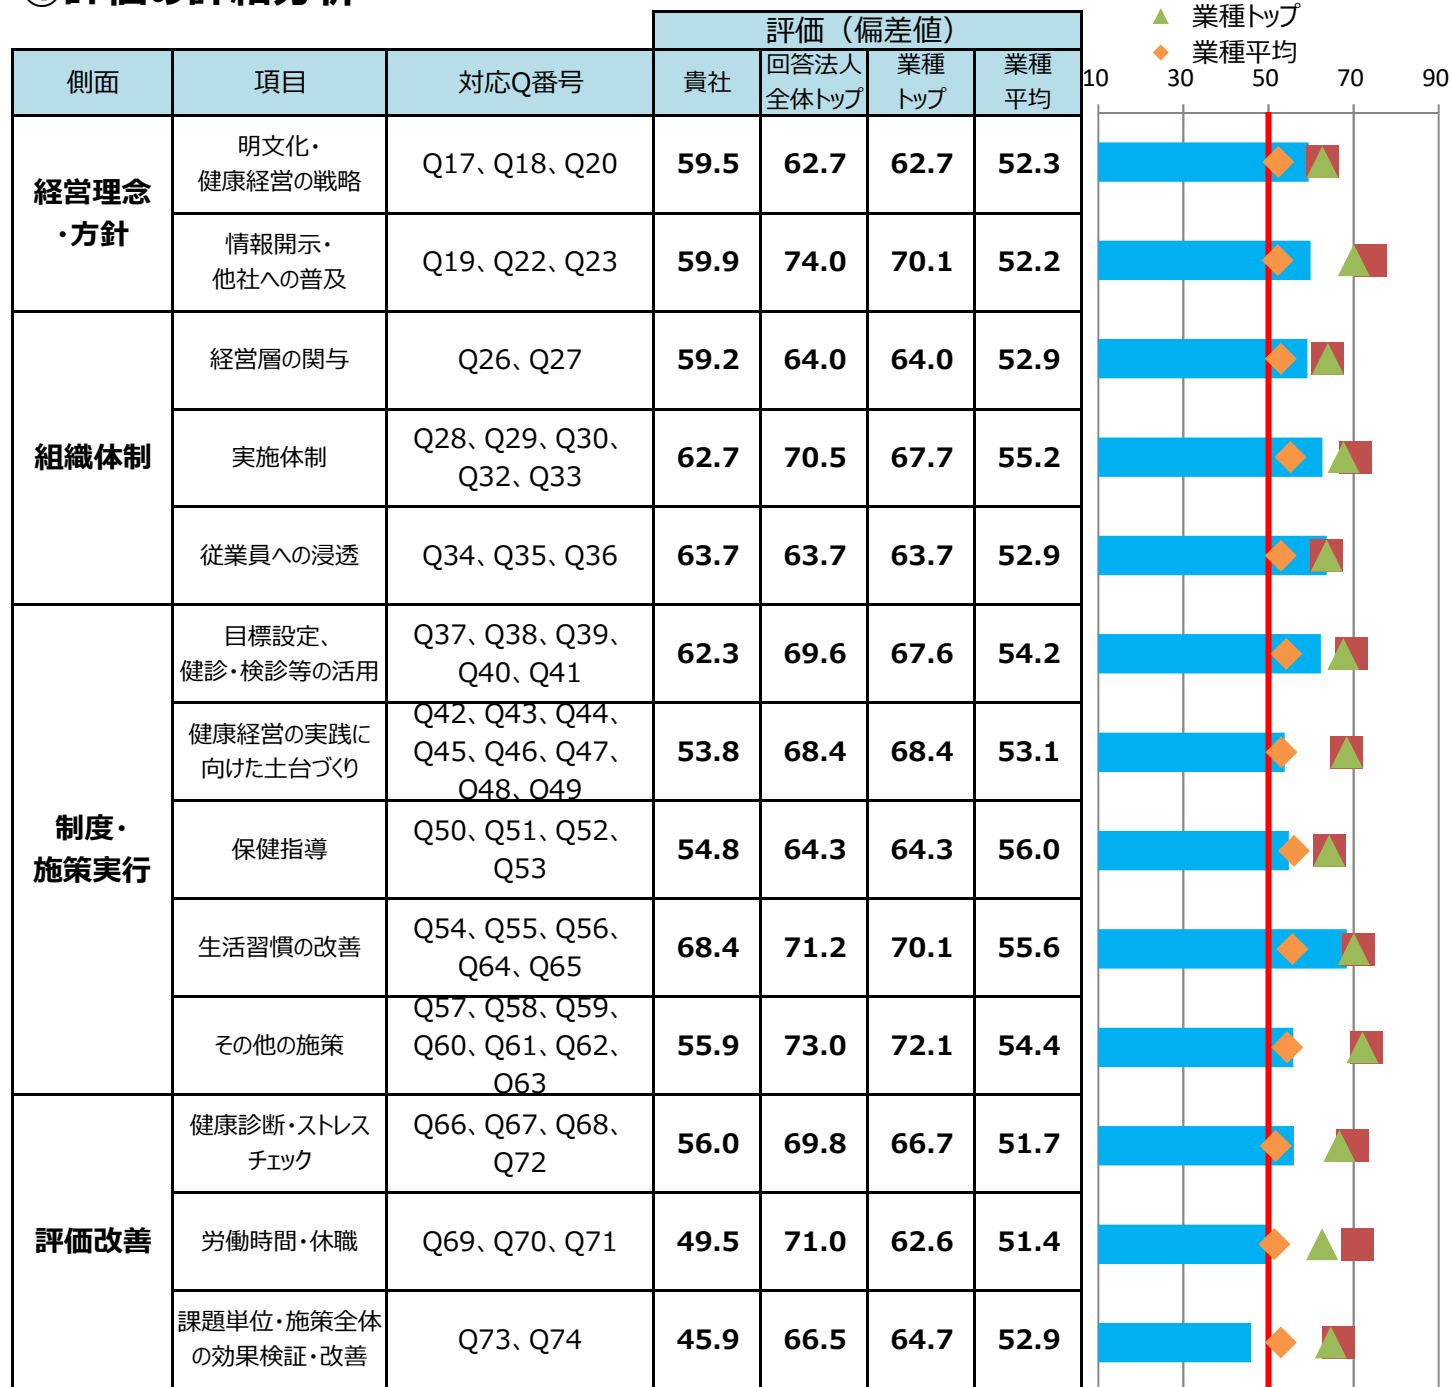 評価（偏差値）
▲ 業種トップ
◆ 業種平均
側面 項目 対応Q番号 貴社 回答法人 業種 業種
全体トップ トップ 平均
10 30 50 70 90
経営理念
・方針
明文化・
健康経営の戦略
Q17、Q18、Q20 59.5 62.7 62.7 52.3
情報開示・
他社への普及
Q19、Q22、Q23 59.9 74.0 70.1 52.2
組織体制
経営層の関与 Q26、Q27 59.2 64.0 64.0 52.9
実施体制
Q28、Q29、Q30、
Q32、Q33
62.7 70.5 67.7 55.2
従業員への浸透 Q34、Q35、Q36 63.7 63.7 63.7 52.9
制度・
施策実行
目標設定、
健診・検診等の活用
Q37、Q38、Q39、
Q40、Q41
62.3 69.6 67.6 54.2
健康経営の実践に
向けた土台づくり
Q42、Q43、Q44、
Q45、Q46、Q47、
Q48、Q49
53.8 68.4 68.4 53.1
保健指導
Q50、Q51、Q52、
Q53
54.8 64.3 64.3 56.0
生活習慣の改善
Q54、Q55、Q56、
Q64、Q65
68.4 71.2 70.1 55.6
その他の施策
Q57、Q58、Q59、
Q60、Q61、Q62、
Q63
55.9 73.0 72.1 54.4
評価改善
健康診断・ストレス
チェック
Q66、Q67、Q68、
Q72
56.0 69.8 66.7 51.7
労働時間・休職 Q69、Q70、Q71 49.5 71.0 62.6 51.4
課題単位・施策全体
の効果検証・改善
Q73、Q74 45.9 66.5 64.7 52.9